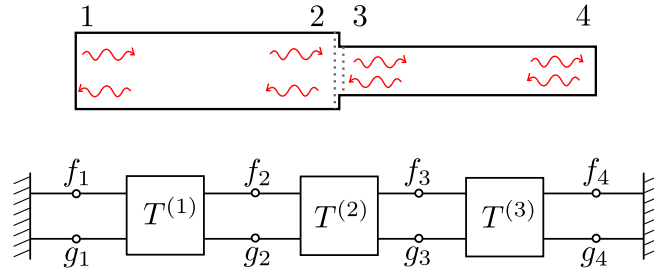 1 2 3 4
f₁ f₂ f₃ f₄
T⁽¹⁾ T⁽²⁾ T⁽³⁾
g₁ g₂ g₃ g₄